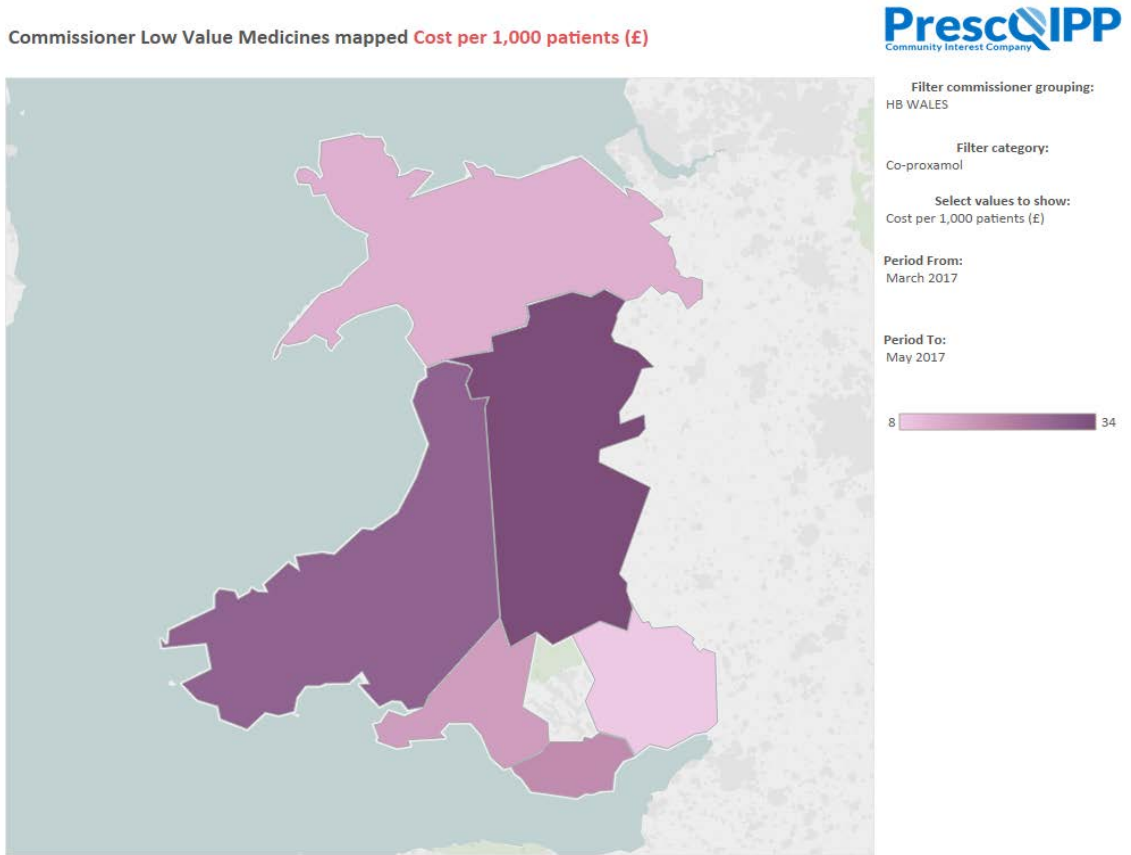 Commissioner Low Value Medicines mapped Cost per 1,000 patients (£)
PrescQIPP
Community Interest Company
Filter commissioner grouping:
HB WALES
Filter category:
Co-proxamol
Select values to show:
Cost per 1,000 patients (£)
Period From:
March 2017
Period To:
May 2017
8 34